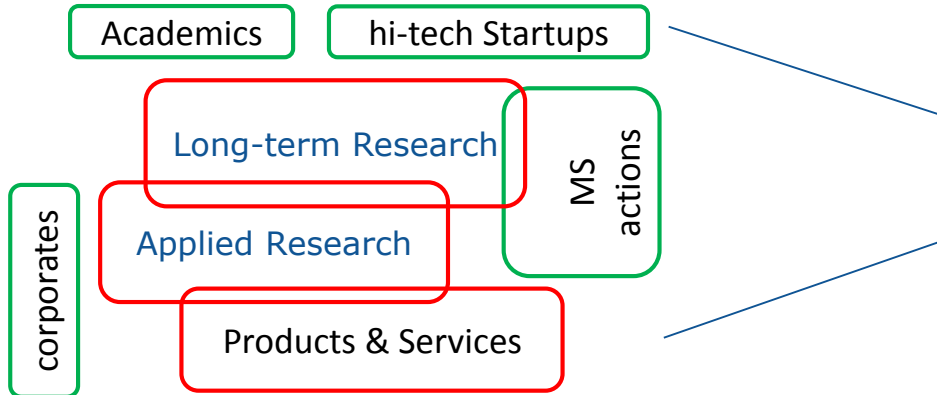 Academics
hi-tech Startups
Long-term Research
MS
actions
corporates
Applied Research
Products & Services